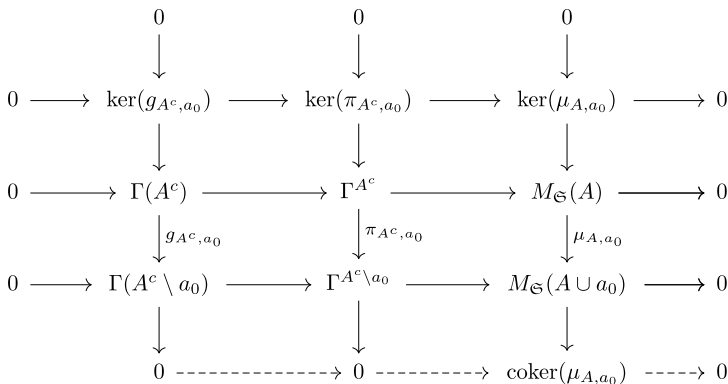 0 0 0
0 ker(g_{A^c,a_0}) ker(π_{A^c,a_0}) ker(μ_{A,a_0}) 0
0 Γ(A^c) Γ^{A^c} M_𝔖(A) 0
g_{A^c,a_0} π_{A^c,a_0} μ_{A,a_0}
0 Γ(A^c \ a_0) Γ^{A^c\a_0} M_𝔖(A ∪ a_0) 0
0 0 coker(μ_{A,a_0}) 0